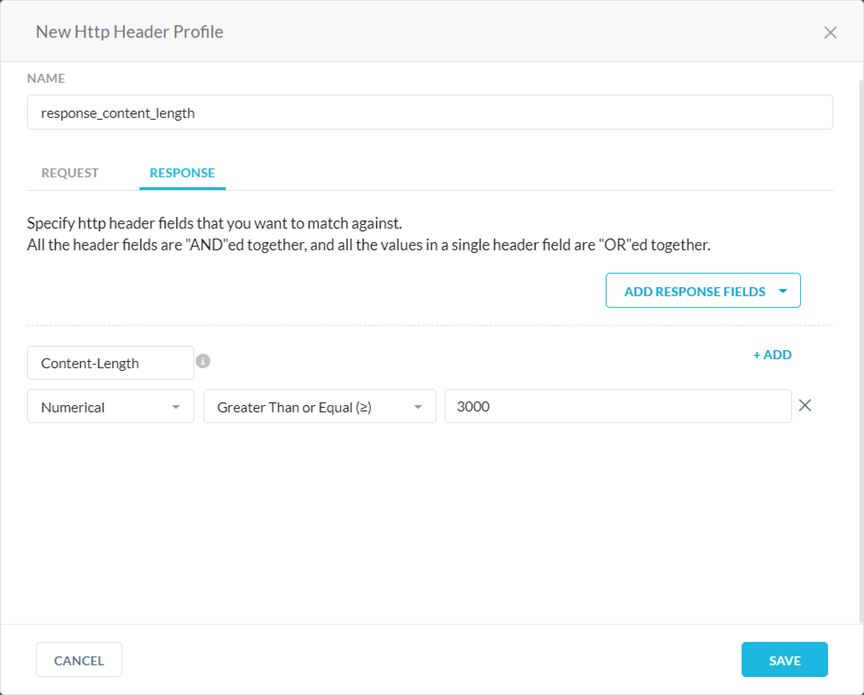 New Http Header Profile
NAME
response_content_length
REQUEST RESPONSE
Specify http header fields that you want to match against.
All the header fields are "AND"ed together, and all the values in a single header field are "OR"ed together.
ADD RESPONSE FIELDS
Content-Length
+ ADD
Numerical Greater Than or Equal (≥) 3000
CANCEL SAVE